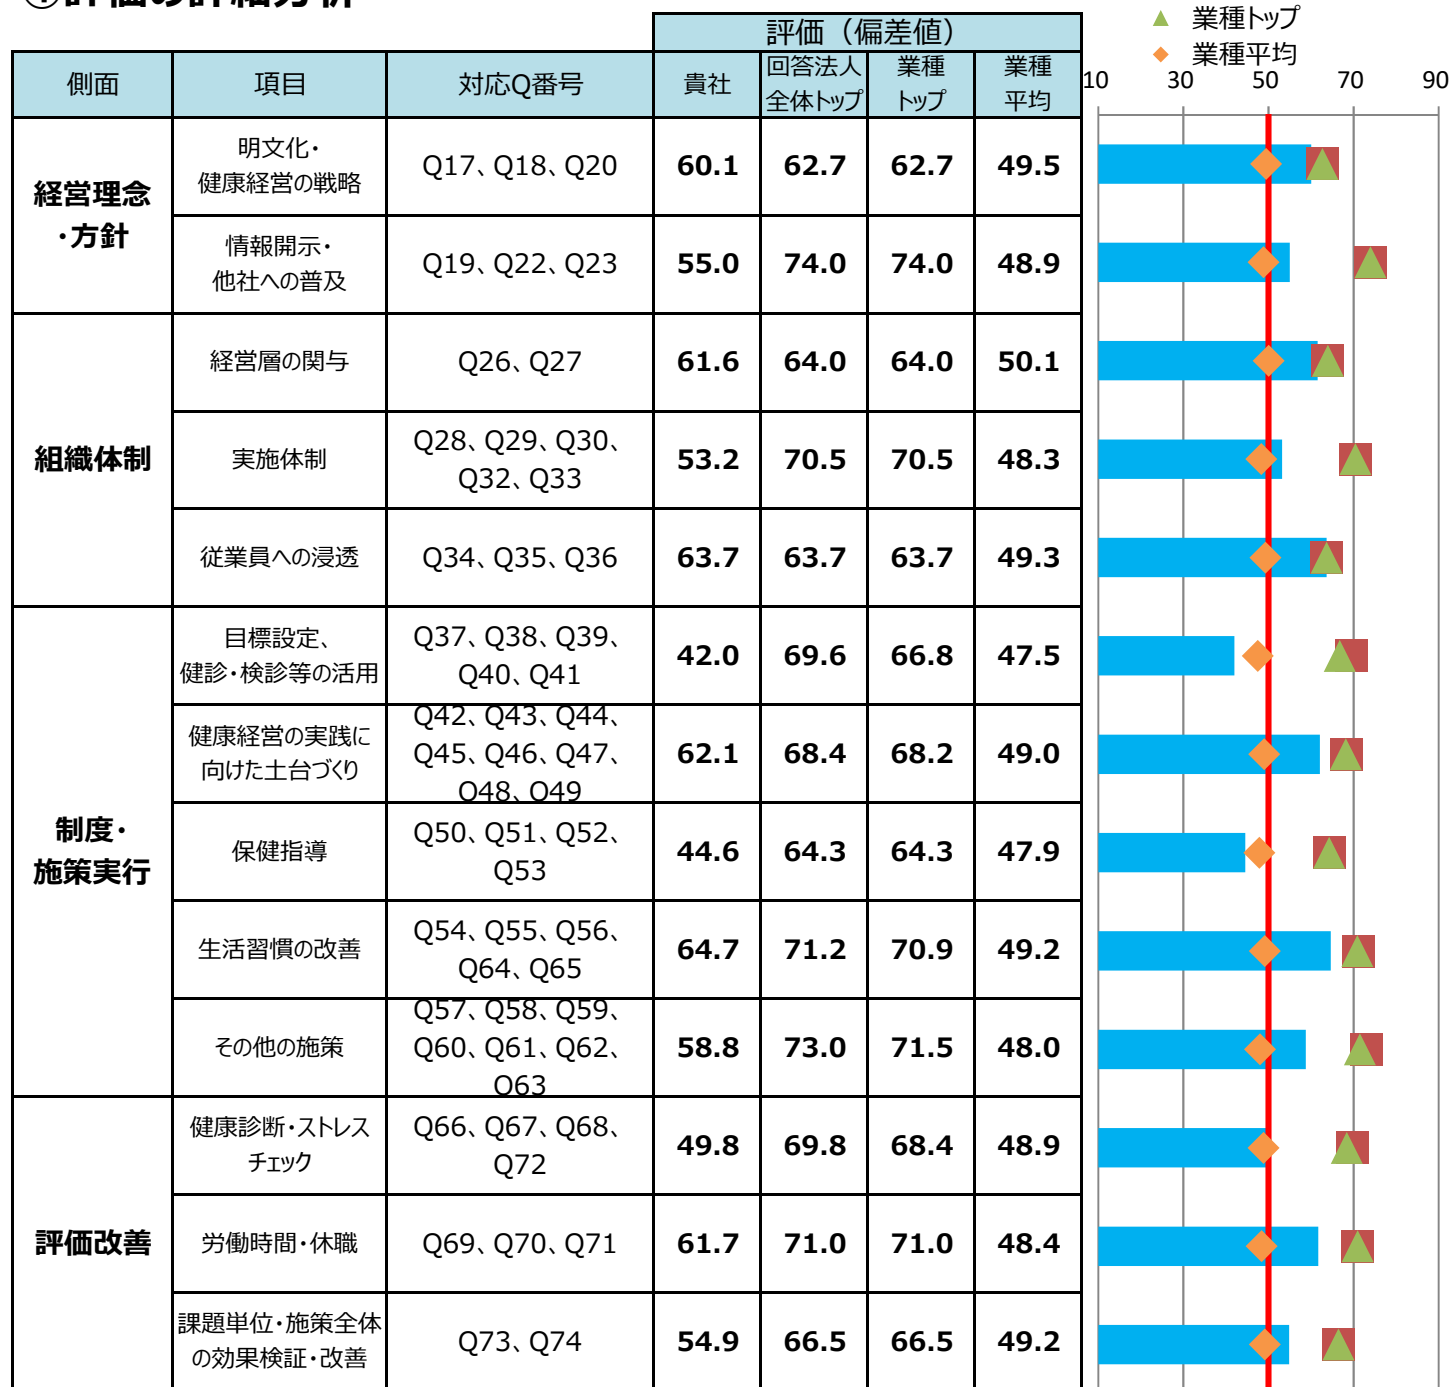 ①評価の詳細分析
▲ 業種トップ
◆ 業種平均
評価（偏差値）
側面 項目 対応Q番号 貴社 回答法人 業種 業種
全体トップ トップ 平均
10 30 50 70 90
経営理念
・方針
明文化・
健康経営の戦略
Q17、Q18、Q20 60.1 62.7 62.7 49.5
情報開示・
他社への普及
Q19、Q22、Q23 55.0 74.0 74.0 48.9
組織体制
経営層の関与 Q26、Q27 61.6 64.0 64.0 50.1
実施体制
Q28、Q29、Q30、
Q32、Q33
53.2 70.5 70.5 48.3
従業員への浸透 Q34、Q35、Q36 63.7 63.7 63.7 49.3
制度・
施策実行
目標設定、
健診・検診等の活用
Q37、Q38、Q39、
Q40、Q41
42.0 69.6 66.8 47.5
健康経営の実践に
向けた土台づくり
Q42、Q43、Q44、
Q45、Q46、Q47、
Q48、Q49
62.1 68.4 68.2 49.0
保健指導
Q50、Q51、Q52、
Q53
44.6 64.3 64.3 47.9
生活習慣の改善
Q54、Q55、Q56、
Q64、Q65
64.7 71.2 70.9 49.2
その他の施策
Q57、Q58、Q59、
Q60、Q61、Q62、
Q63
58.8 73.0 71.5 48.0
評価改善
健康診断・ストレス
チェック
Q66、Q67、Q68、
Q72
49.8 69.8 68.4 48.9
労働時間・休職 Q69、Q70、Q71 61.7 71.0 71.0 48.4
課題単位・施策全体
の効果検証・改善
Q73、Q74 54.9 66.5 66.5 49.2